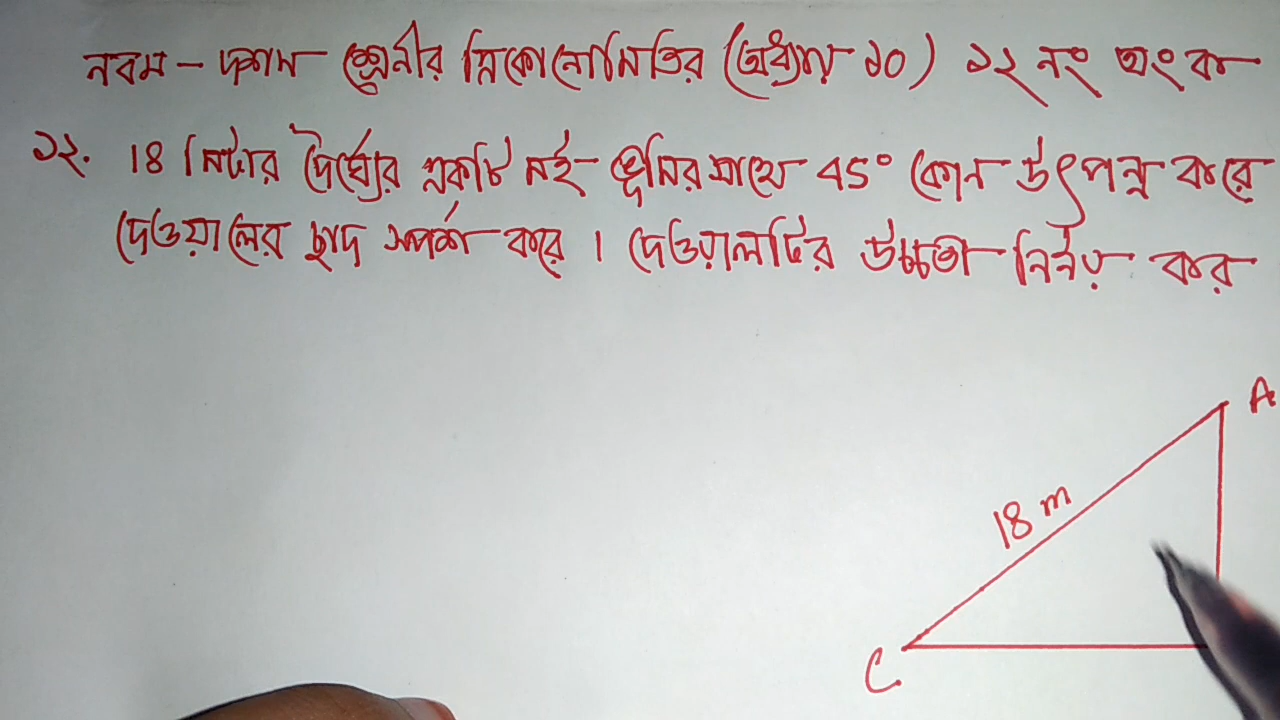 নবম - দশম শ্রেনীর ত্রিকোনোমিতির (অধ্যায় ১০) ১২ নং অংক
১২. 18 মিটার দৈর্ঘ্যের একটি মই ভূমির সাথে 45° কোন উৎপন্ন করে
দেওয়ালের ছাদ স্পর্শ করে । দেওয়ালটির উচ্চতা নির্নয় কর
A
18 m
C